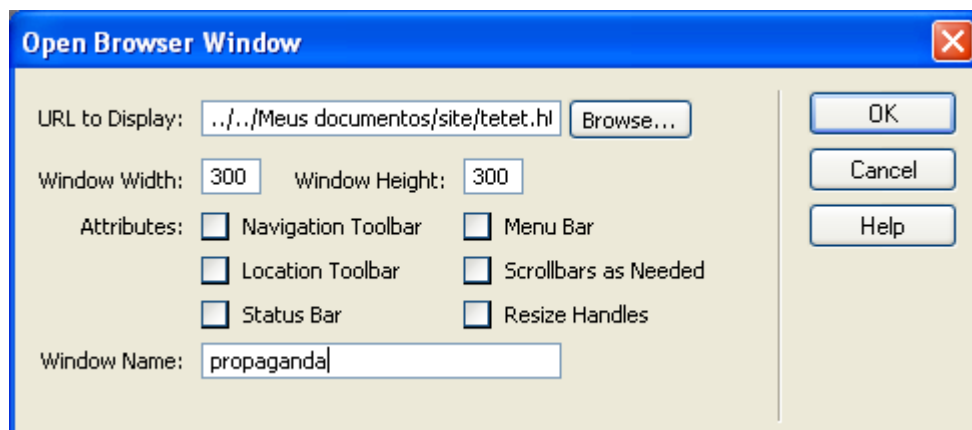 Open Browser Window
URL to Display: ../../Meus documentos/site/tetet.h Browse... OK
Window Width: 300 Window Height: 300 Cancel
Attributes: Navigation Toolbar Menu Bar Help
Location Toolbar Scrollbars as Needed
Status Bar Resize Handles
Window Name: propaganda